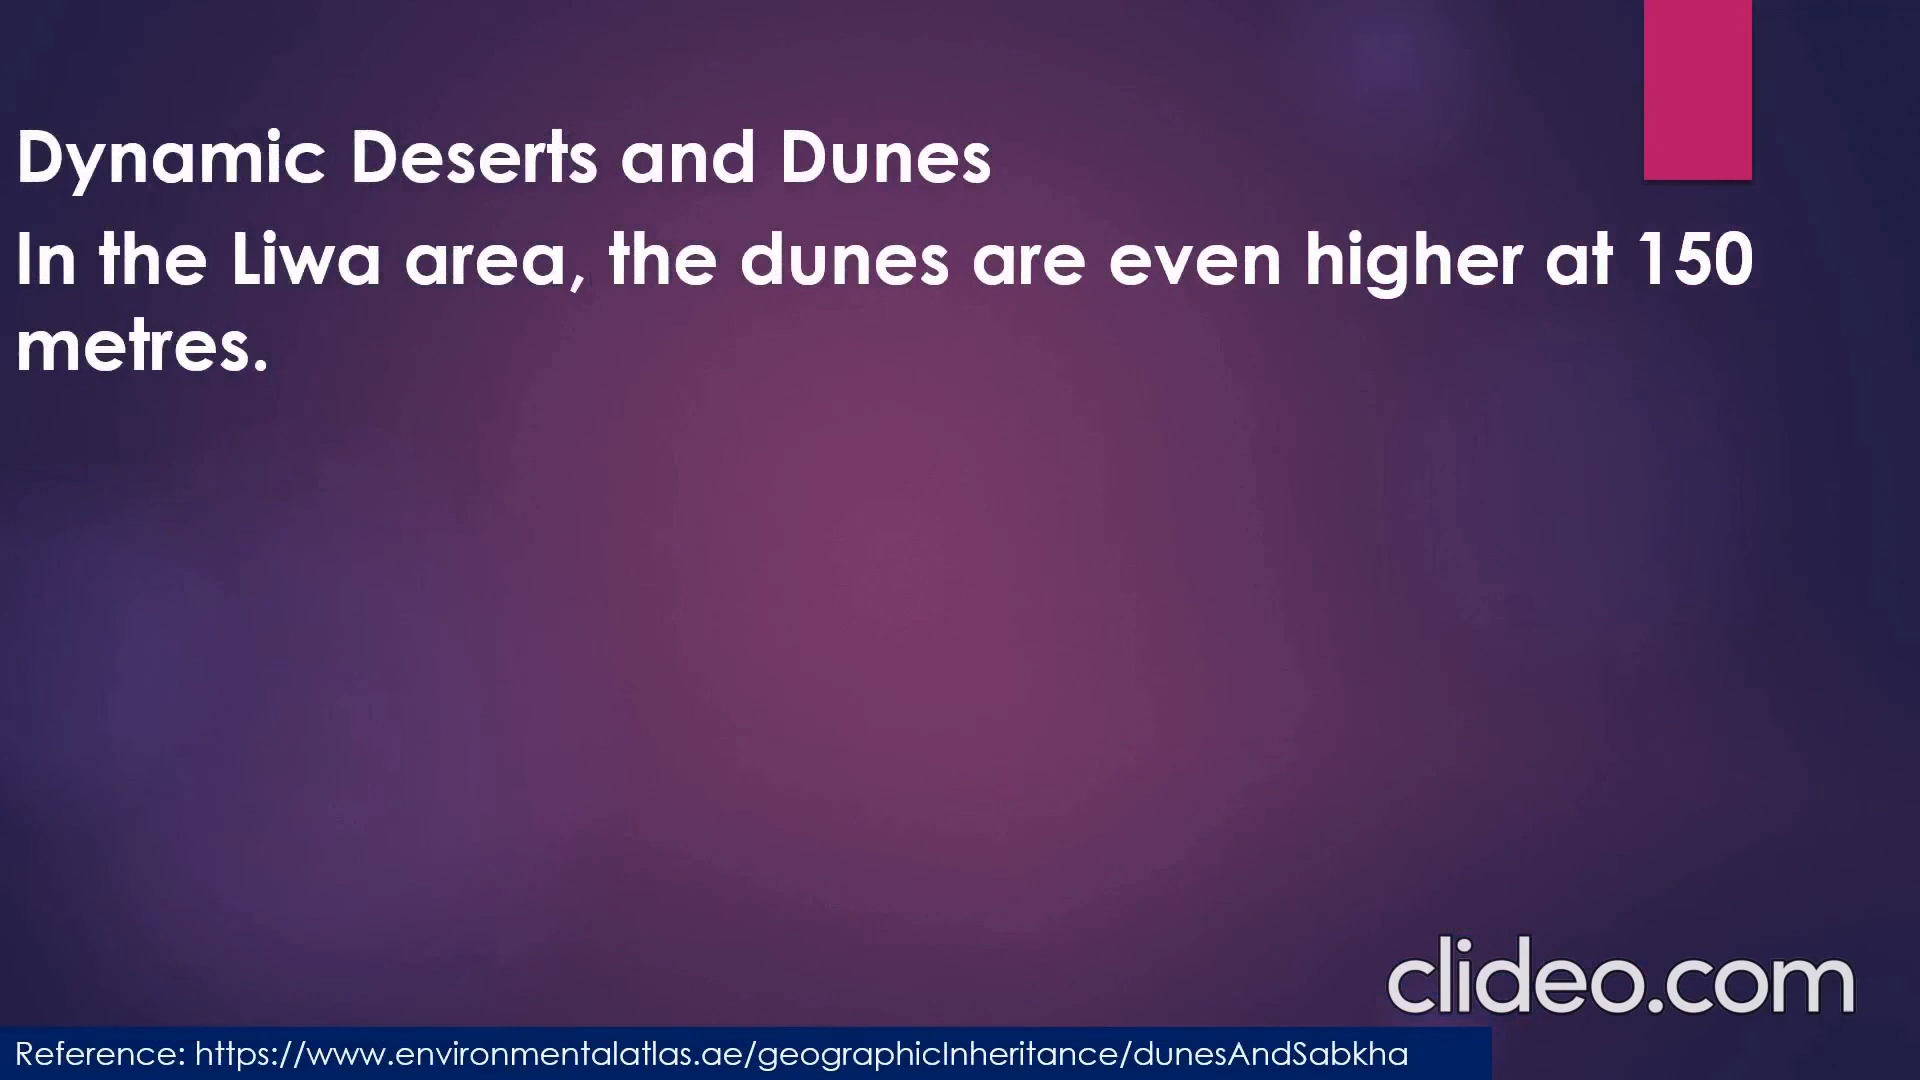 Dynamic Deserts and Dunes
In the Liwa area, the dunes are even higher at 150
metres.
clideo.com
Reference: https://www.environmentalatlas.ae/geographicInheritance/dunesAndSabkha